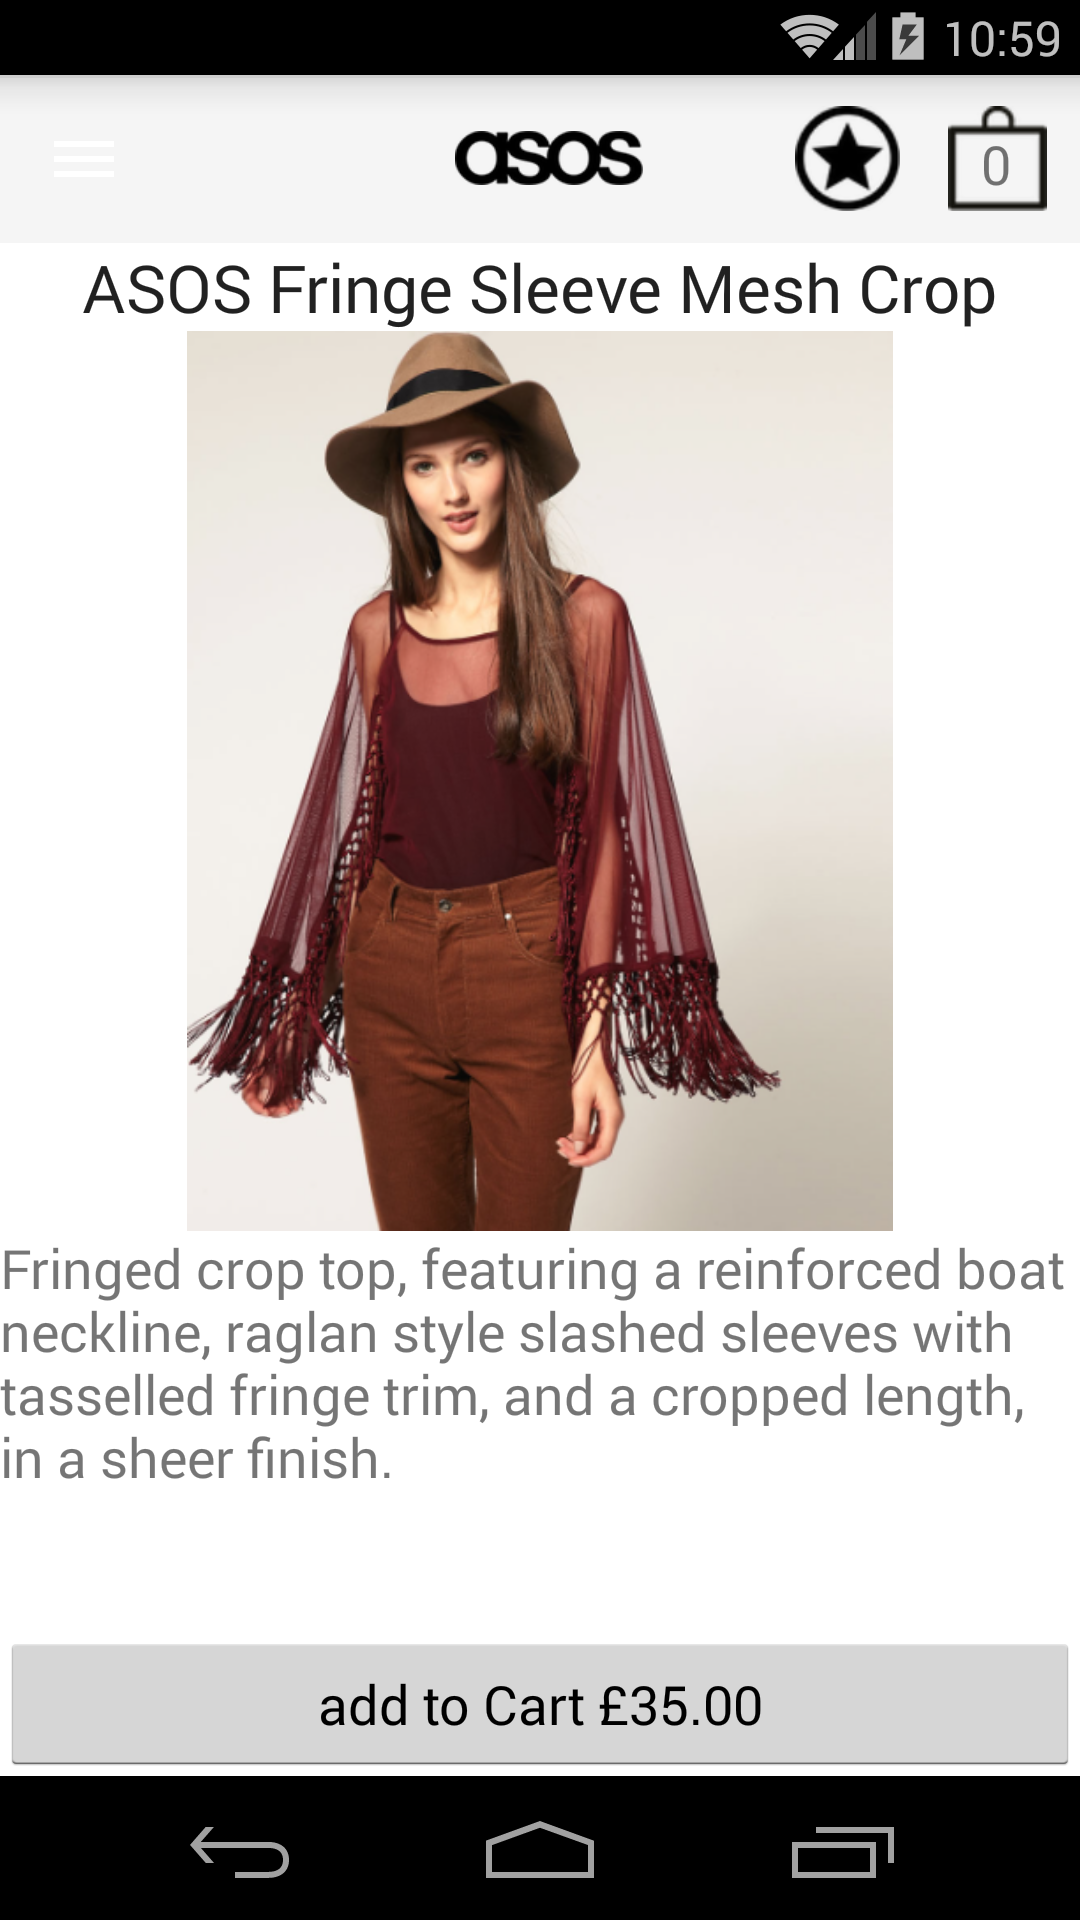 10:59
asos
0
ASOS Fringe Sleeve Mesh Crop
Fringed crop top, featuring a reinforced boat
neckline, raglan style slashed sleeves with
tasselled fringe trim, and a cropped length,
in a sheer finish.
add to Cart £35.00